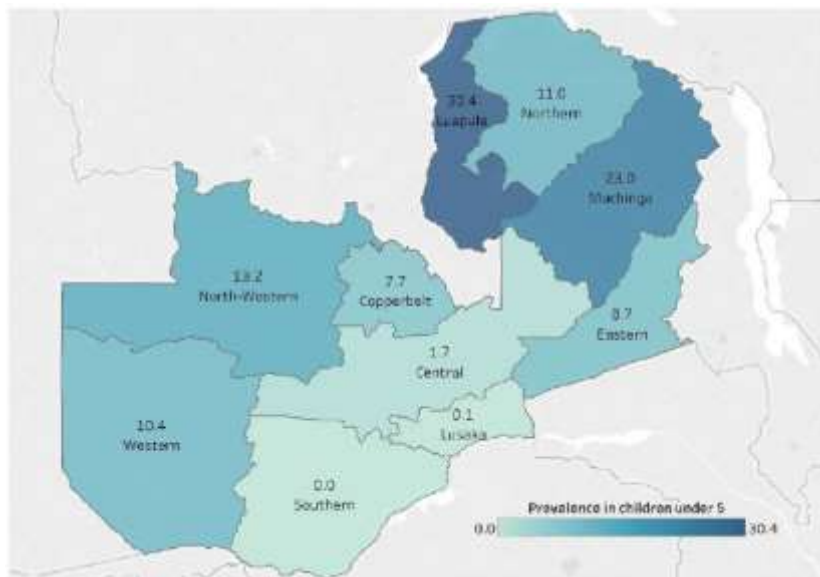 30.4
Luapula
11.0
Northern
23.0
Muchinga
13.2
North-Western
7.7
Copperbelt
8.7
Eastern
1.7
Central
10.4
Western
0.1
Lusaka
0.0
Southern
Prevalence in children under 5
0.0 30.4